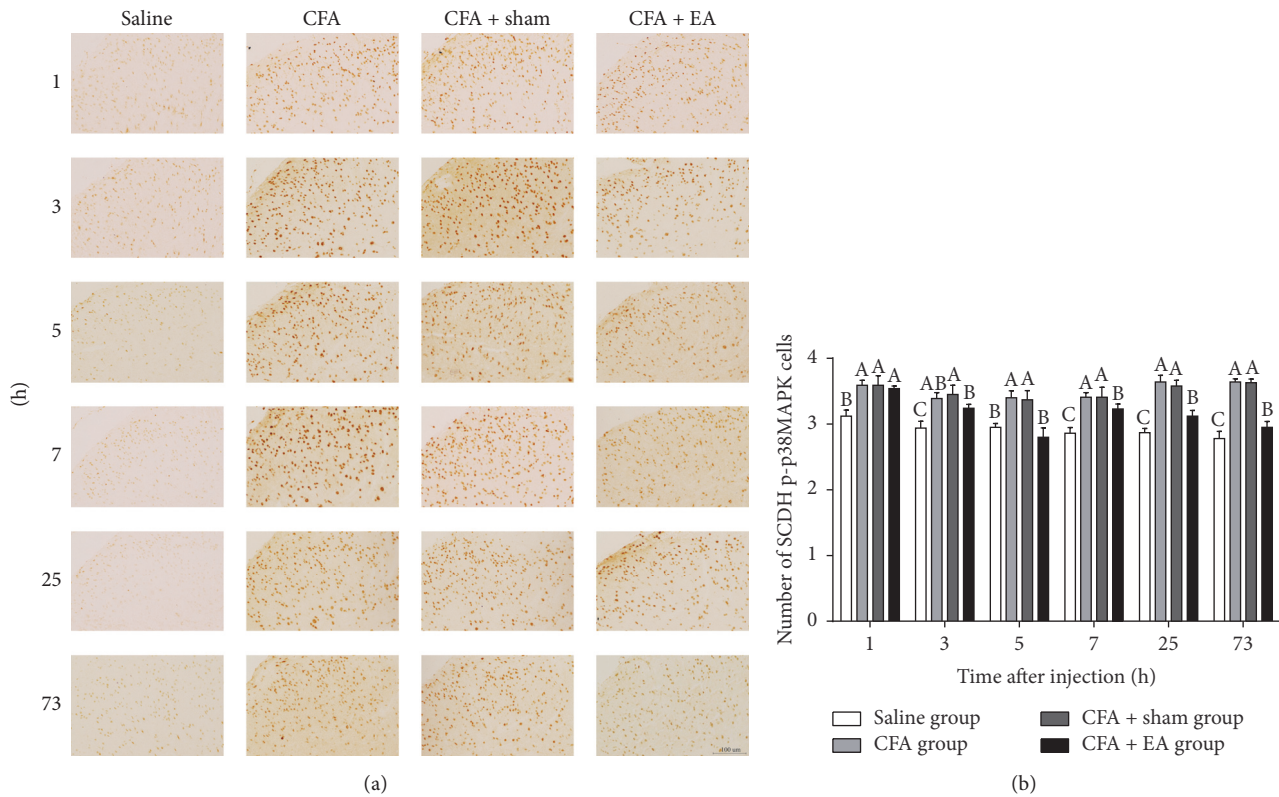 Saline CFA CFA + sham CFA + EA
1
3
5
7
25
73
(h)
100 um
(a)
Number of SCDH p-p38MAPK cells
4
3
2
1
0
B A A A C AB A B B A A B C A A B C A A B C A A B
1 3 5 7 25 73
Time after injection (h)
Saline group CFA + sham group
CFA group CFA + EA group
(b)